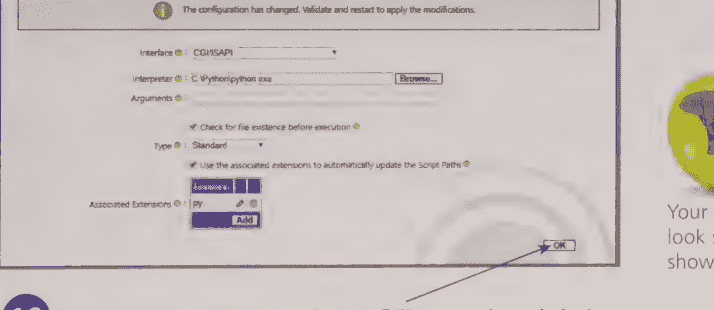 The configuration has changed. Validate and restart to apply the modifications.
Interface : CGI/ISAPI
Interpreter : C:\Python\python.exe Browse...
Arguments :
Check for file existence before execution
Type : Standard
Use the associated extensions to automatically update the Script Paths
Associated Extensions : py
Add
OK
Your
look
show